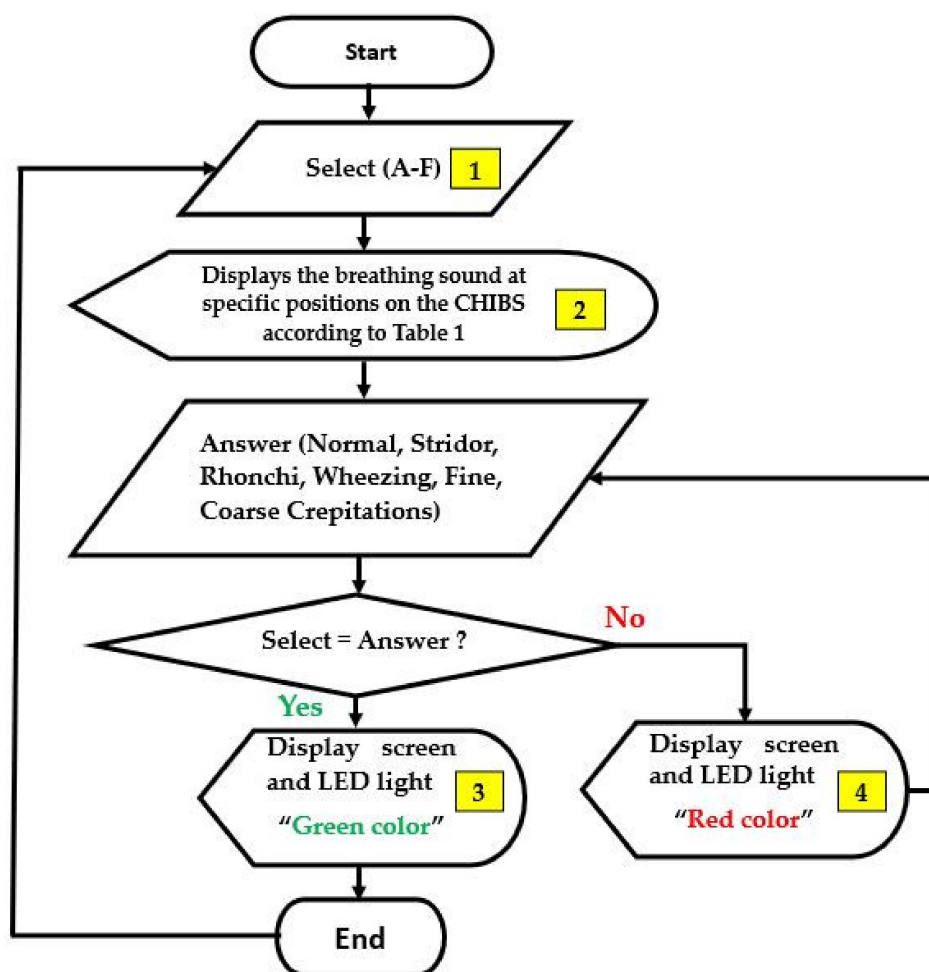 Start
Select (A-F)
1
Displays the breathing sound at
specific positions on the CHIBS
according to Table 1
2
Answer (Normal, Stridor,
Rhonchi, Wheezing, Fine,
Coarse Crepitations)
Select = Answer ?
No
Yes
Display screen
and LED light
"Green color"
3
Display screen
and LED light
"Red color"
4
End